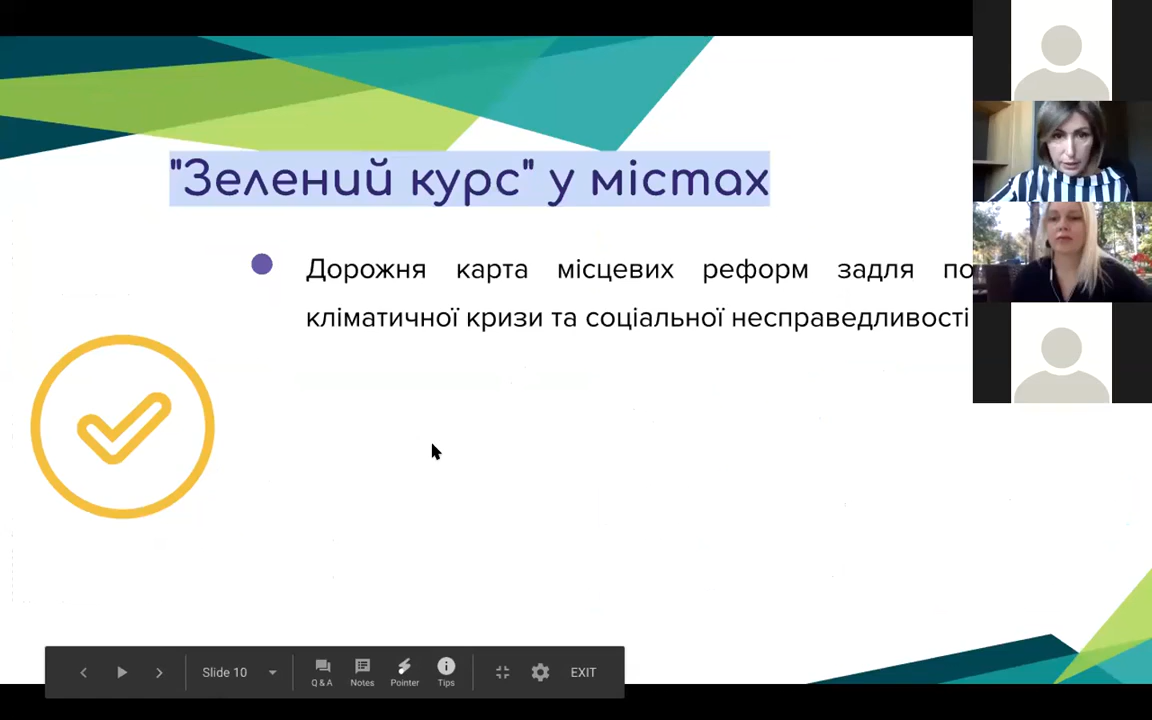 "Зелений курс" у містах
Дорожня карта місцевих реформ задля
кліматичної кризи та соціальної несправедливості
Slide 10
Q & A
Notes
Pointer
Tips
EXIT